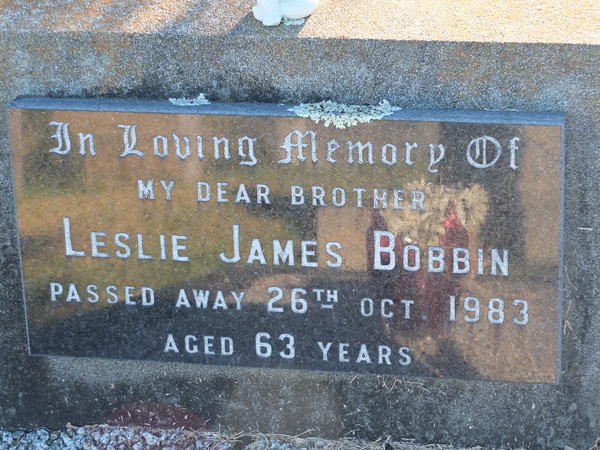 In Loving Memory Of
MY DEAR BROTHER
LESLIE JAMES BOBBIN
PASSED AWAY 26TH OCT. 1983
AGED 63 YEARS